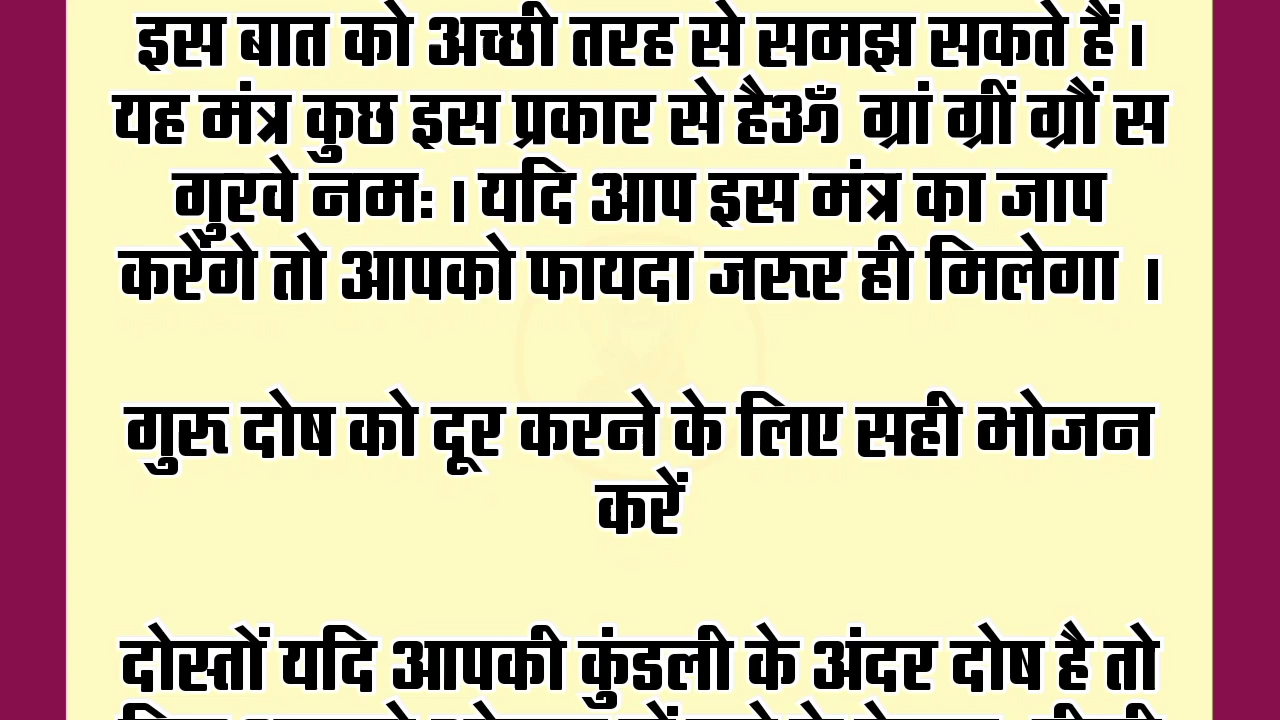 इस बात को अच्छी तरह से समझ सकते हैं।
यह मंत्र कुछ इस प्रकार से हैॐ ग्रां ग्रीं ग्रौं स
गुरवे नमः । यदि आप इस मंत्र का जाप
करेंगे तो आपको फायदा जरूर ही मिलेगा ।
गुरू दोष को दूर करने के लिए सही भोजन
करें
दोस्तों यदि आपकी कुंडली के अंदर दोष है तो